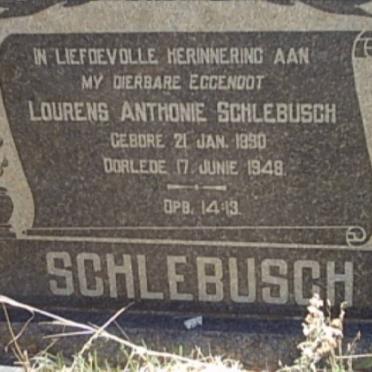 IN LIEFDEVOLLE HERINNERING AAN
MY DIERBARE EGGENOOT
LOURENS ANTHONIE SCHLEBUSCH
GEBORE 21 JAN. 1890
OORLEDE 17 JUNIE 1948.
OPB. 14:13.
SCHLEBUSCH